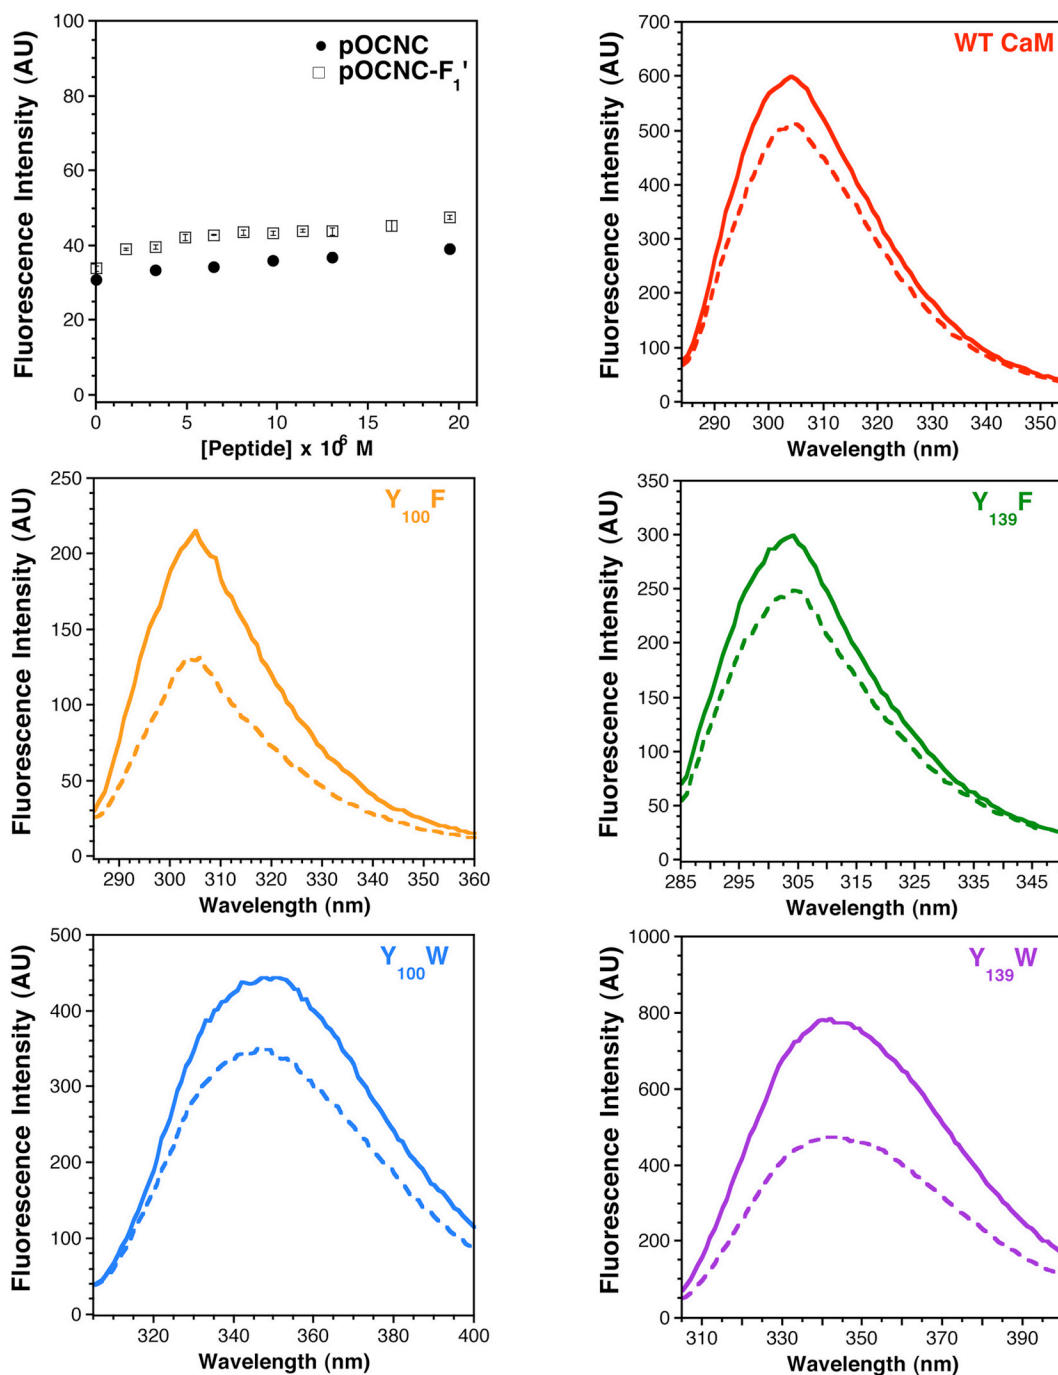 Fluorescence Intensity (AU)
100
80
60
40
20
0
pOCNC
pOCNC-F₁'
0 5 10 15 20
[Peptide] x 10⁶ M
Fluorescence Intensity (AU)
700
600
500
400
300
200
100
0
WT CaM
290 300 310 320 330 340 350
Wavelength (nm)
Fluorescence Intensity (AU)
250
200
150
100
50
0
Y₁₀₀F
290 300 310 320 330 340 350 360
Wavelength (nm)
Fluorescence Intensity (AU)
350
300
250
200
150
100
50
0
Y₁₃₉F
285 295 305 315 325 335 345
Wavelength (nm)
Fluorescence Intensity (AU)
500
400
300
200
100
0
Y₁₀₀W
320 340 360 380 400
Wavelength (nm)
Fluorescence Intensity (AU)
1000
800
600
400
200
0
Y₁₃₉W
310 330 350 370 390
Wavelength (nm)